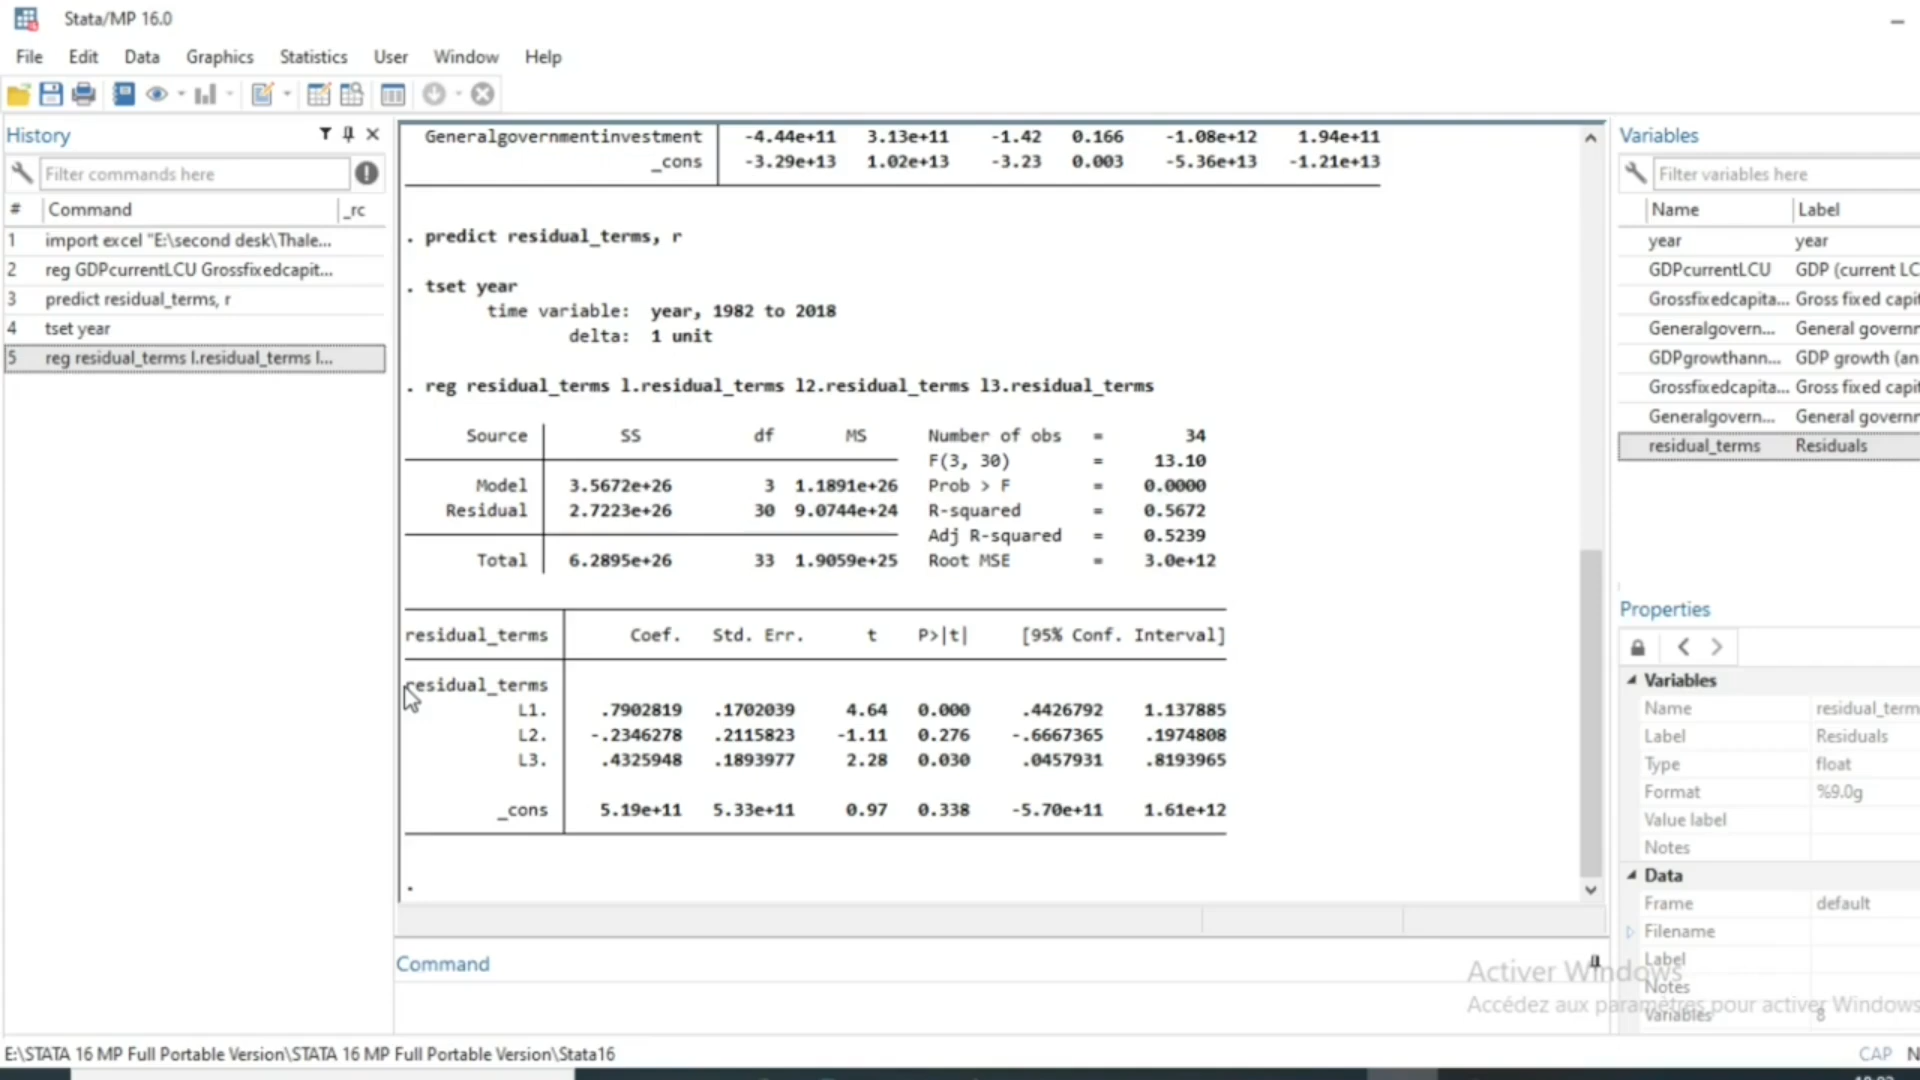 Stata/MP 16.0
File Edit Data Graphics Statistics User Window Help
History
Filter commands here
# Command _rc
1 import excel "E:\second desk\Thale...
2 reg GDPcurrentLCU Grossfixedcapit...
3 predict residual_terms, r
4 tset year
5 reg residual_terms l.residual_terms l...
Generalgovernmentinvestment -4.44e+11 3.13e+11 -1.42 0.166 -1.08e+12 1.94e+11
_cons -3.29e+13 1.02e+13 -3.23 0.003 -5.36e+13 -1.21e+13
. predict residual_terms, r
. tset year
time variable: year, 1982 to 2018
delta: 1 unit
. reg residual_terms l.residual_terms l2.residual_terms l3.residual_terms
Source SS df MS Number of obs = 34
F(3, 30) = 13.10
Model 3.5672e+26 3 1.1891e+26 Prob > F = 0.0000
Residual 2.7223e+26 30 9.0744e+24 R-squared = 0.5672
Adj R-squared = 0.5239
Total 6.2895e+26 33 1.9059e+25 Root MSE = 3.0e+12
residual_terms Coef. Std. Err. t P>|t| [95% Conf. Interval]
residual_terms
L1. .7902819 .1702039 4.64 0.000 .4426792 1.137885
L2. -.2346278 .2115823 -1.11 0.276 -.6667365 .1974808
L3. .4325948 .1893977 2.28 0.030 .0457931 .8193965
_cons 5.19e+11 5.33e+11 0.97 0.338 -5.70e+11 1.61e+12
.
Command
Variables
Filter variables here
Name Label
year year
GDPcurrentLCU GDP (current LC
Grossfixedcapita... Gross fixed capit
Generalgovern... General governr
GDPgrowthann... GDP growth (an
Grossfixedcapita... Gross fixed capit
Generalgovern... General governr
residual_terms Residuals
Properties
Variables
Name residual_term
Label Residuals
Type float
Format %9.0g
Value label
Notes
Data
Frame default
Filename
Label
Notes
Variables 8
Activer Windows
Accédez aux paramètres pour activer Windows
E:\STATA 16 MP Full Portable Version\STATA 16 MP Full Portable Version\Stata16
CAP N